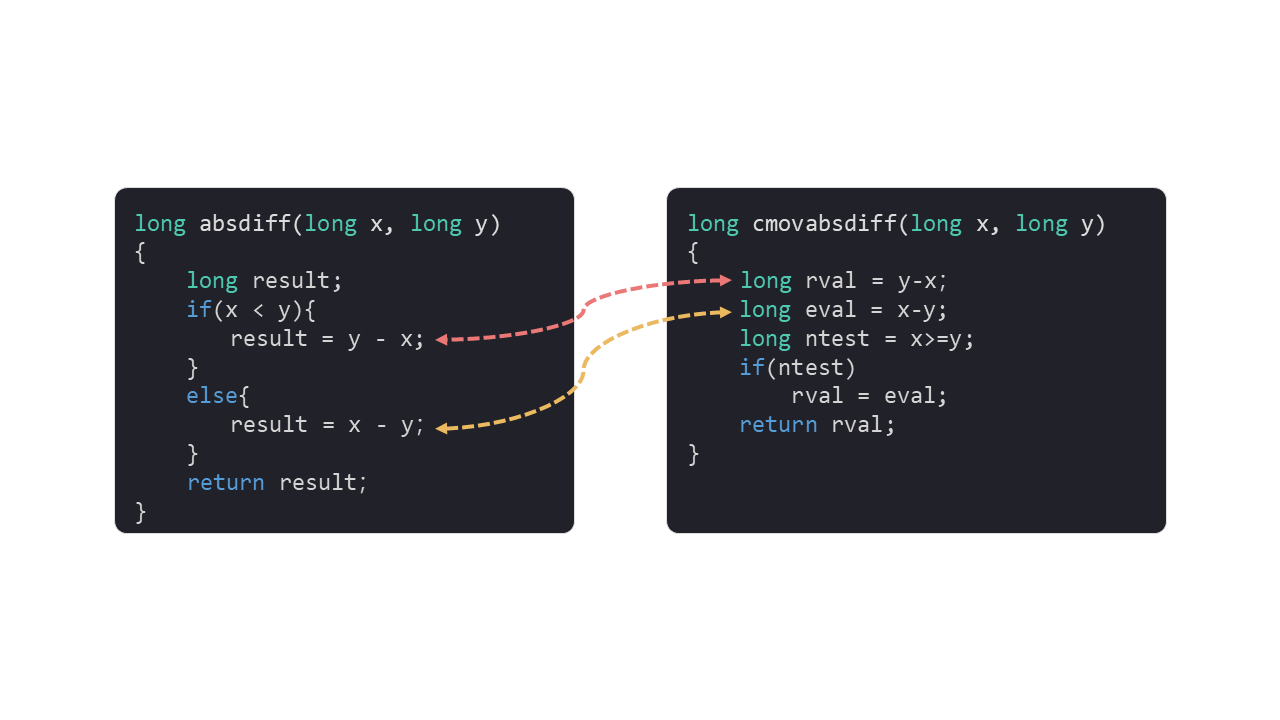 long absdiff(long x, long y)
{
    long result;
    if(x < y){
        result = y - x;
    }
    else{
        result = x - y;
    }
    return result;
}
long cmovabsdiff(long x, long y)
{
    long rval = y-x;
    long eval = x-y;
    long ntest = x>=y;
    if(ntest)
        rval = eval;
    return rval;
}